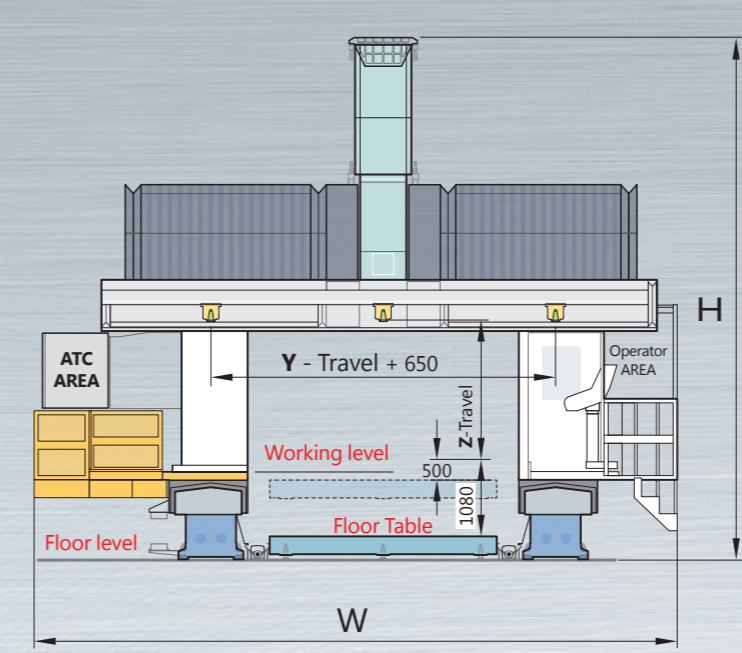 H
ATC
AREA
Y - Travel + 650
Operator
AREA
Z-Travel
Working level
500
1080
Floor Table
Floor level
W